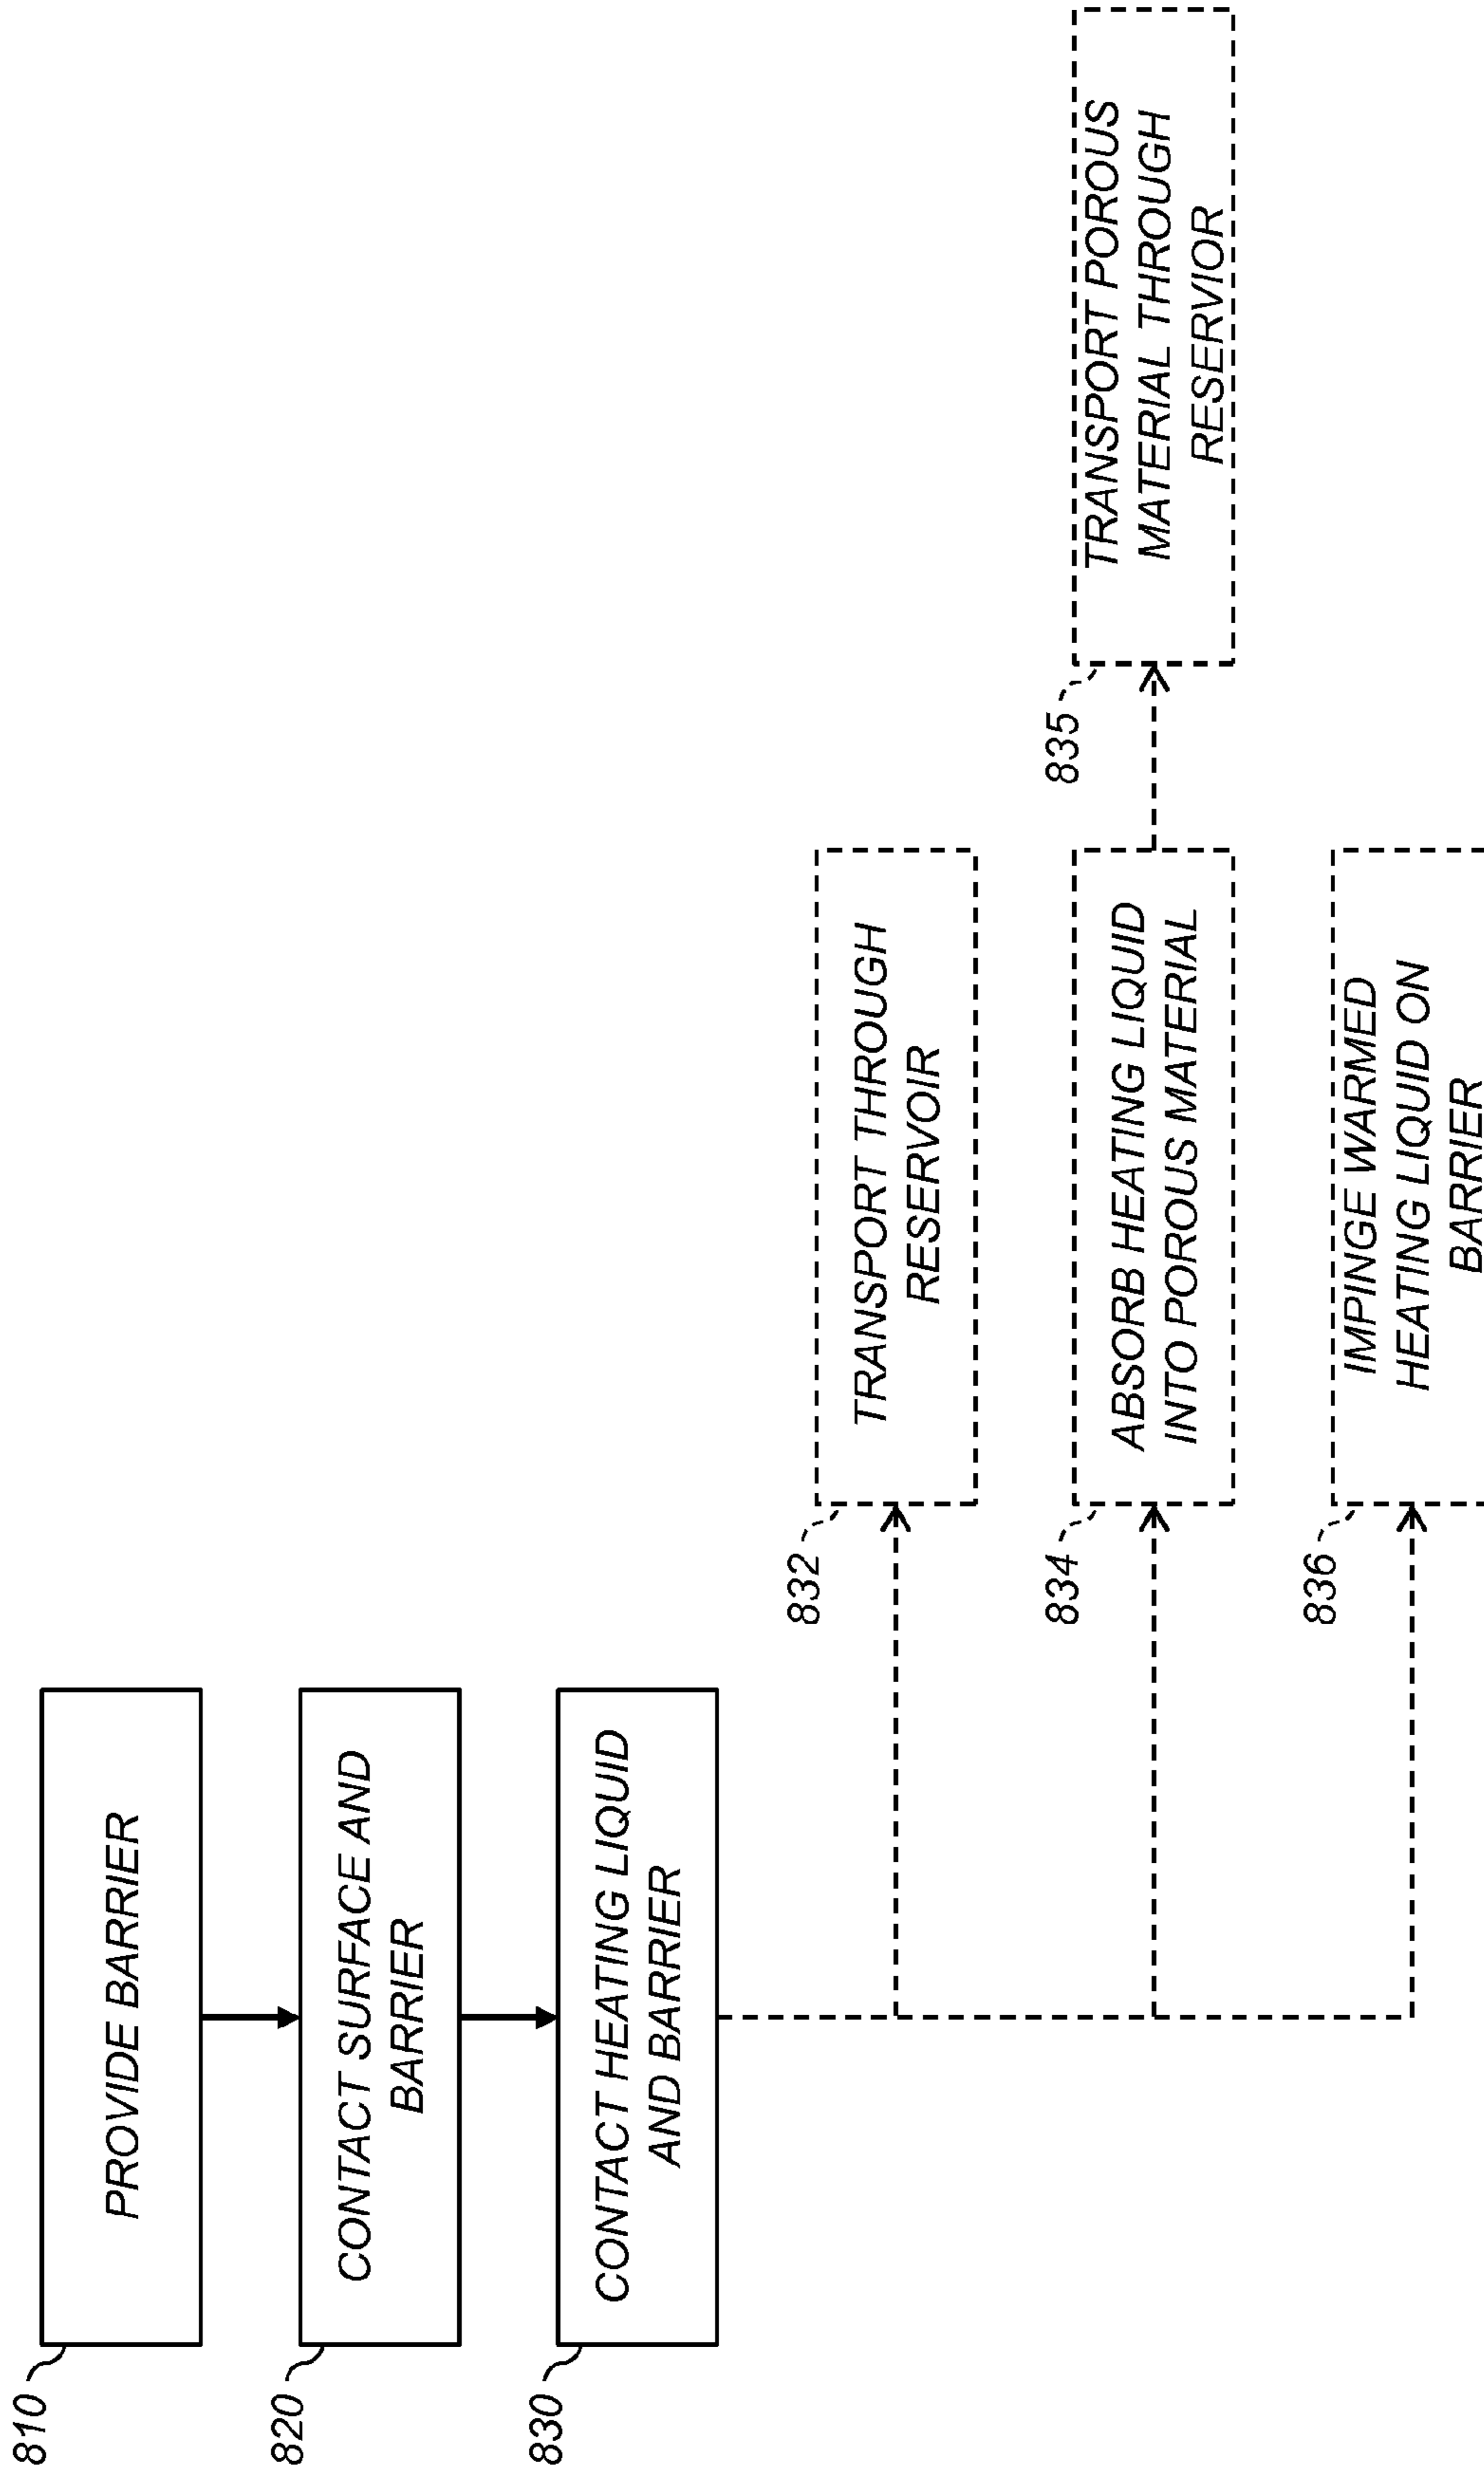 810
PROVIDE BARRIER
820
CONTACT SURFACE AND
BARRIER
830
CONTACT HEATING LIQUID
AND BARRIER
832
TRANSPORT THROUGH
RESERVOIR
834
ABSORB HEATING LIQUID
INTO POROUS MATERIAL
835
TRANSPORT POROUS
MATERIAL THROUGH
RESERVIOR
836
IMPINGE WARMED
HEATING LIQUID ON
BARRIER